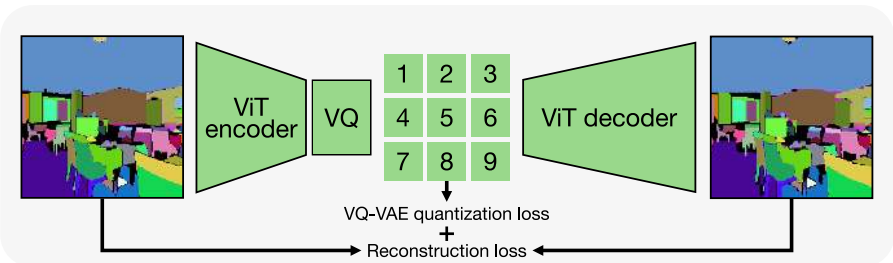 ViT
encoder
VQ
1 2 3
4 5 6
7 8 9
ViT decoder
VQ-VAE quantization loss
+
Reconstruction loss